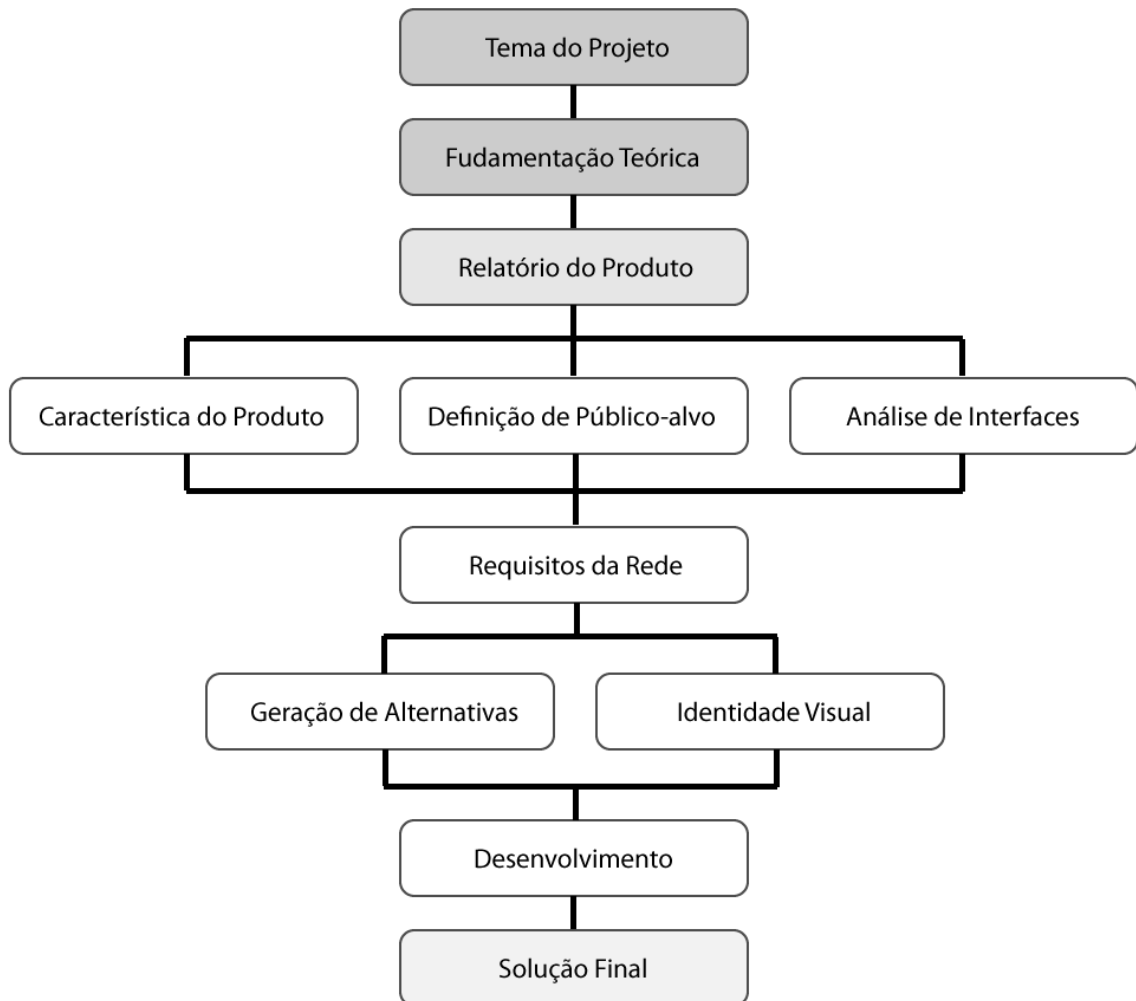 Tema do Projeto
Fudamentação Teórica
Relatório do Produto
Característica do Produto
Definição de Público-alvo
Análise de Interfaces
Requisitos da Rede
Geração de Alternativas
Identidade Visual
Desenvolvimento
Solução Final